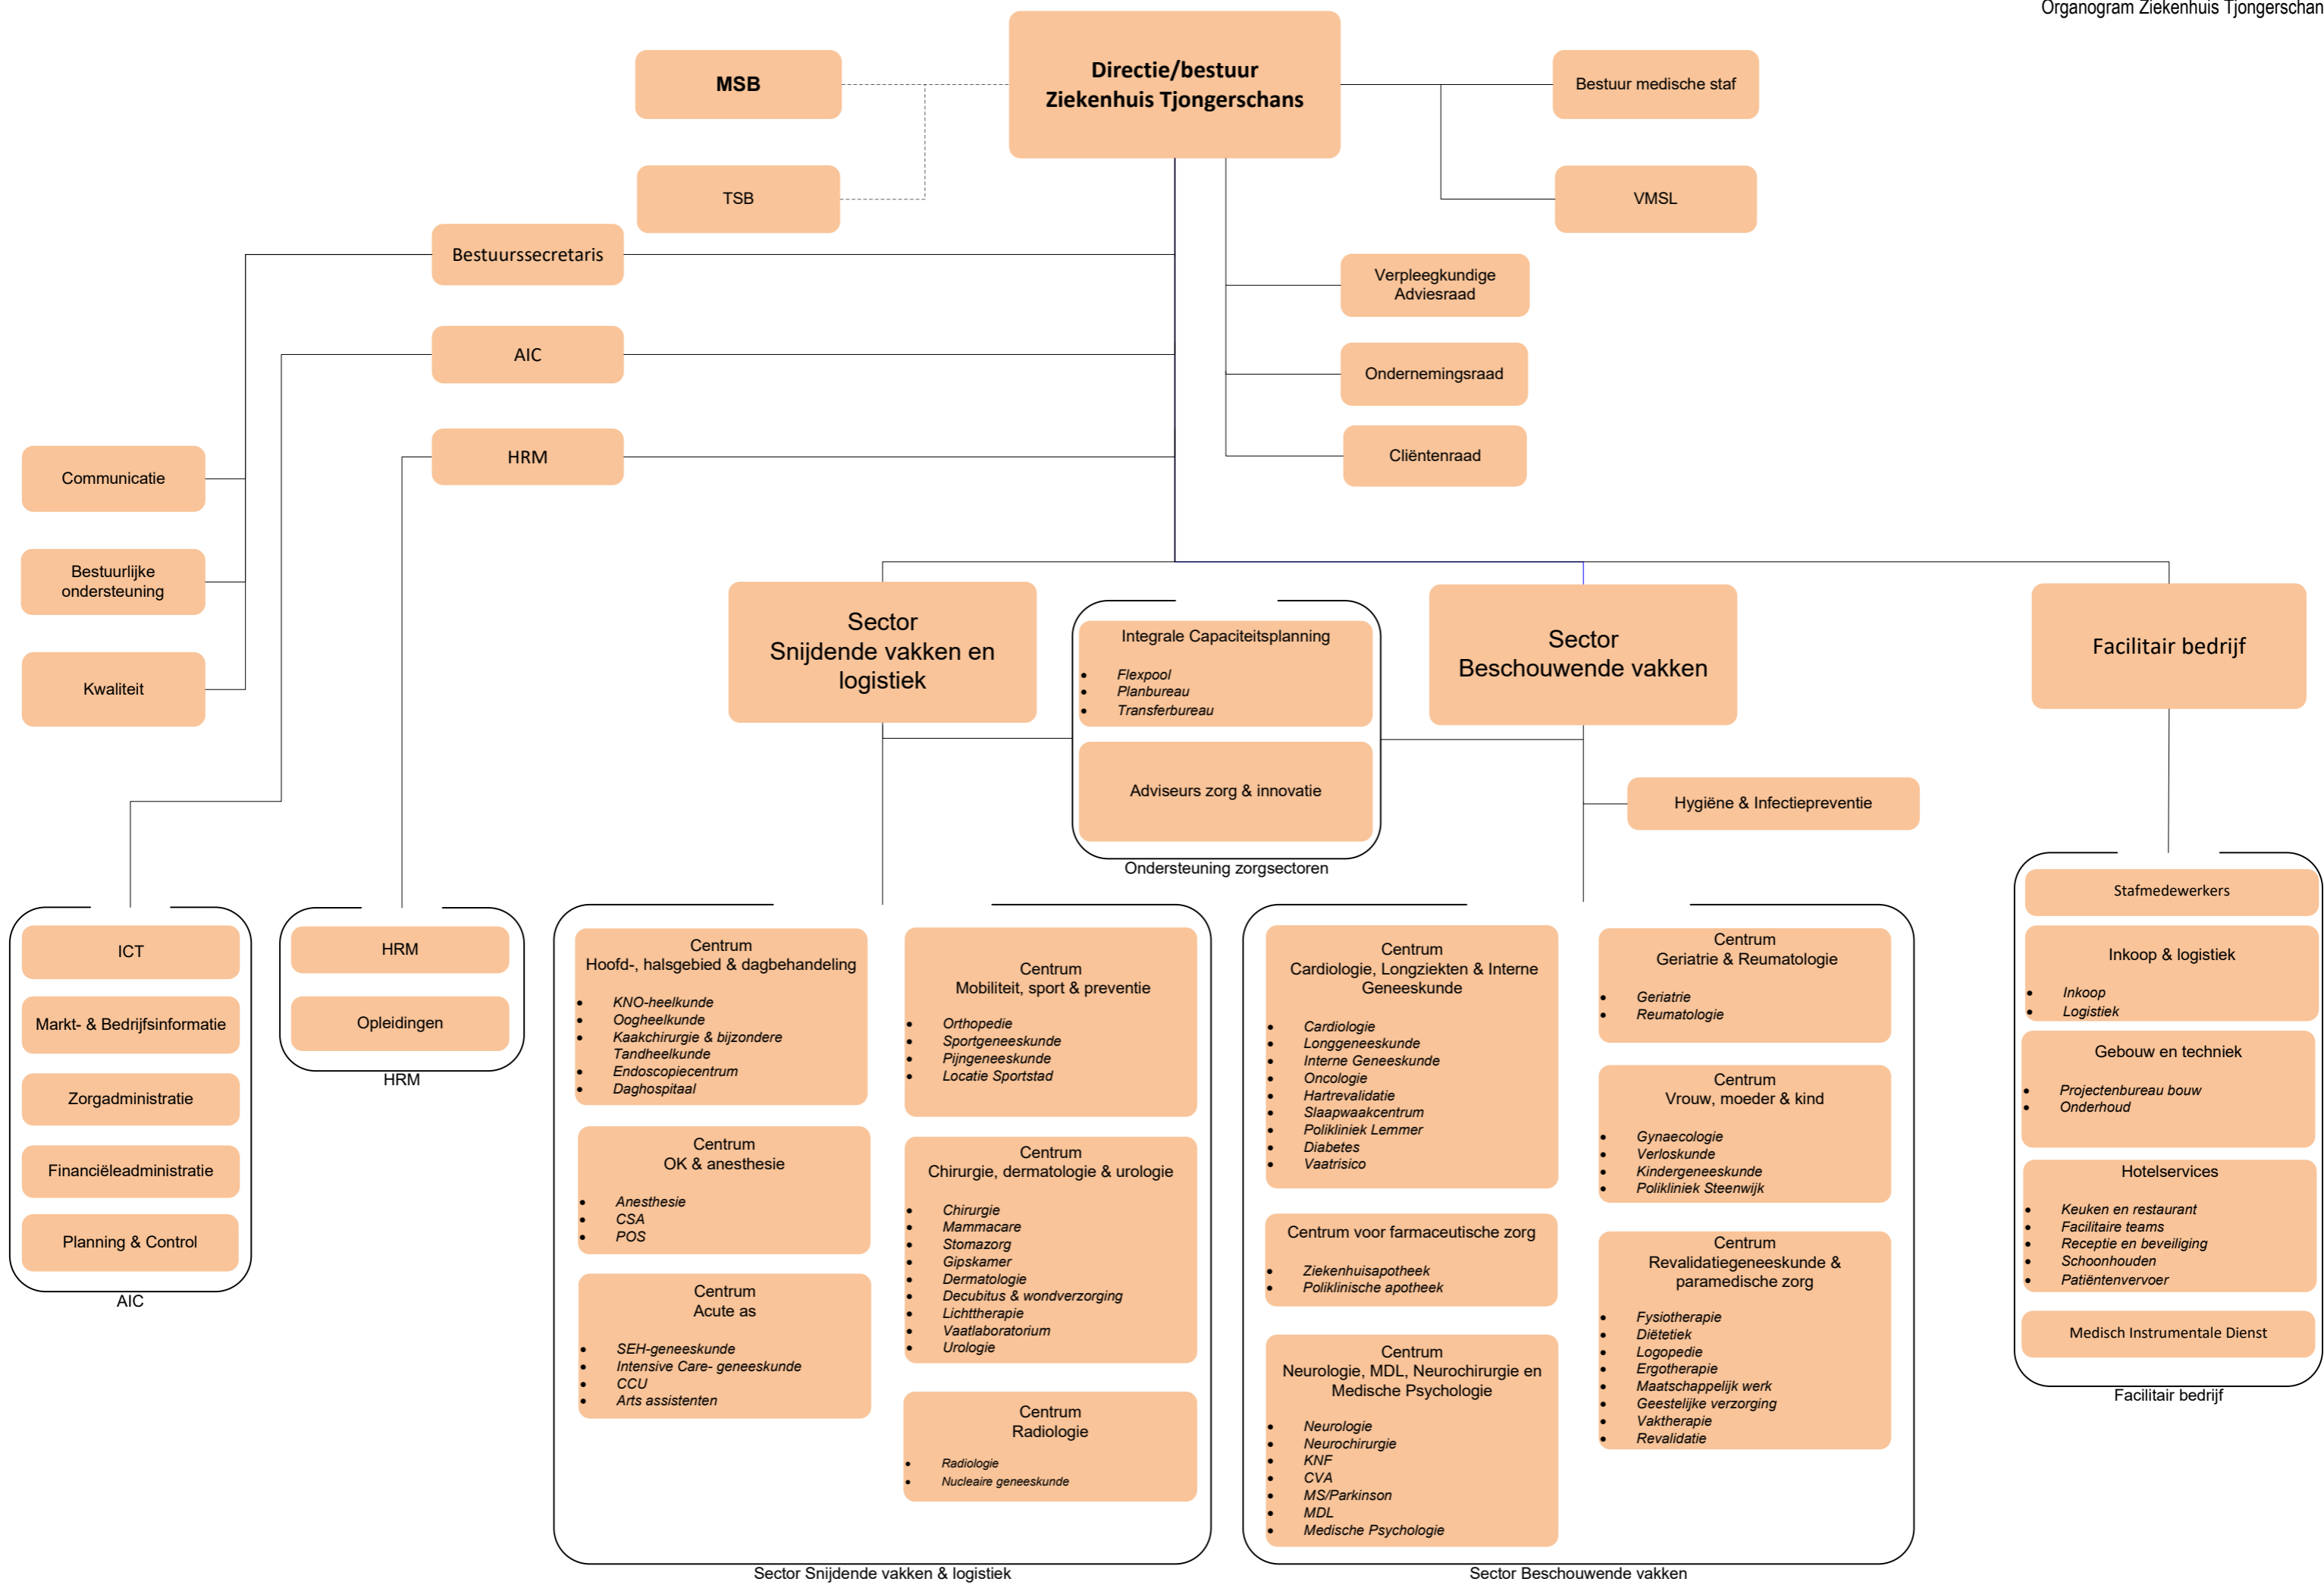 Organogram Ziekenhuis Tjongerschan
Directie/bestuur
Ziekenhuis Tjongerschans
MSB
Bestuur medische staf
TSB
VMSL
Bestuurssecretaris
Verpleegkundige
Adviesraad
AIC
Ondernemingsraad
HRM
Cliëntenraad
Communicatie
Bestuurlijke
ondersteuning
Kwaliteit
Sector
Snijdende vakken en
logistiek
Integrale Capaciteitsplanning
• Flexpool
• Planbureau
• Transferbureau
Adviseurs zorg & innovatie
Ondersteuning zorgsectoren
Sector
Beschouwende vakken
Hygiëne & Infectiepreventie
Facilitair bedrijf
ICT
Markt- & Bedrijfsinformatie
Zorgadministratie
Financiëleadministratie
Planning & Control
AIC
HRM
Opleidingen
HRM
Centrum
Hoofd-, halsgebied & dagbehandeling
• KNO-heelkunde
• Oogheelkunde
• Kaakchirurgie & bijzondere
Tandheelkunde
• Endoscopiecentrum
• Daghospitaal
Centrum
OK & anesthesie
• Anesthesie
• CSA
• POS
Centrum
Acute as
• SEH-geneeskunde
• Intensive Care- geneeskunde
• CCU
• Arts assistenten
Centrum
Mobiliteit, sport & preventie
• Orthopedie
• Sportgeneeskunde
• Pijngeneeskunde
• Locatie Sportstad
Centrum
Chirurgie, dermatologie & urologie
• Chirurgie
• Mammacare
• Stomazorg
• Gipskamer
• Dermatologie
• Decubitus & wondverzorging
• Lichttherapie
• Vaatlaboratorium
• Urologie
Centrum
Radiologie
• Radiologie
• Nucleaire geneeskunde
Sector Snijdende vakken & logistiek
Centrum
Cardiologie, Longziekten & Interne
Geneeskunde
• Cardiologie
• Longgeneeskunde
• Interne Geneeskunde
• Oncologie
• Hartrevalidatie
• Slaapwaakcentrum
• Polikliniek Lemmer
• Diabetes
• Vaatrisico
Centrum voor farmaceutische zorg
• Ziekenhuisapotheek
• Poliklinische apotheek
Centrum
Neurologie, MDL, Neurochirurgie en
Medische Psychologie
• Neurologie
• Neurochirurgie
• KNF
• CVA
• MS/Parkinson
• MDL
• Medische Psychologie
Centrum
Geriatrie & Reumatologie
• Geriatrie
• Reumatologie
Centrum
Vrouw, moeder & kind
• Gynaecologie
• Verloskunde
• Kindergeneeskunde
• Polikliniek Steenwijk
Centrum
Revalidatiegeneeskunde &
paramedische zorg
• Fysiotherapie
• Diëtetiek
• Logopedie
• Ergotherapie
• Maatschappelijk werk
• Geestelijke verzorging
• Vaktherapie
• Revalidatie
Sector Beschouwende vakken
Stafmedewerkers
Inkoop & logistiek
• Inkoop
• Logistiek
Gebouw en techniek
• Projectenbureau bouw
• Onderhoud
Hotelservices
• Keuken en restaurant
• Facilitaire teams
• Receptie en beveiliging
• Schoonhouden
• Patiëntenvervoer
Medisch Instrumentale Dienst
Facilitair bedrijf